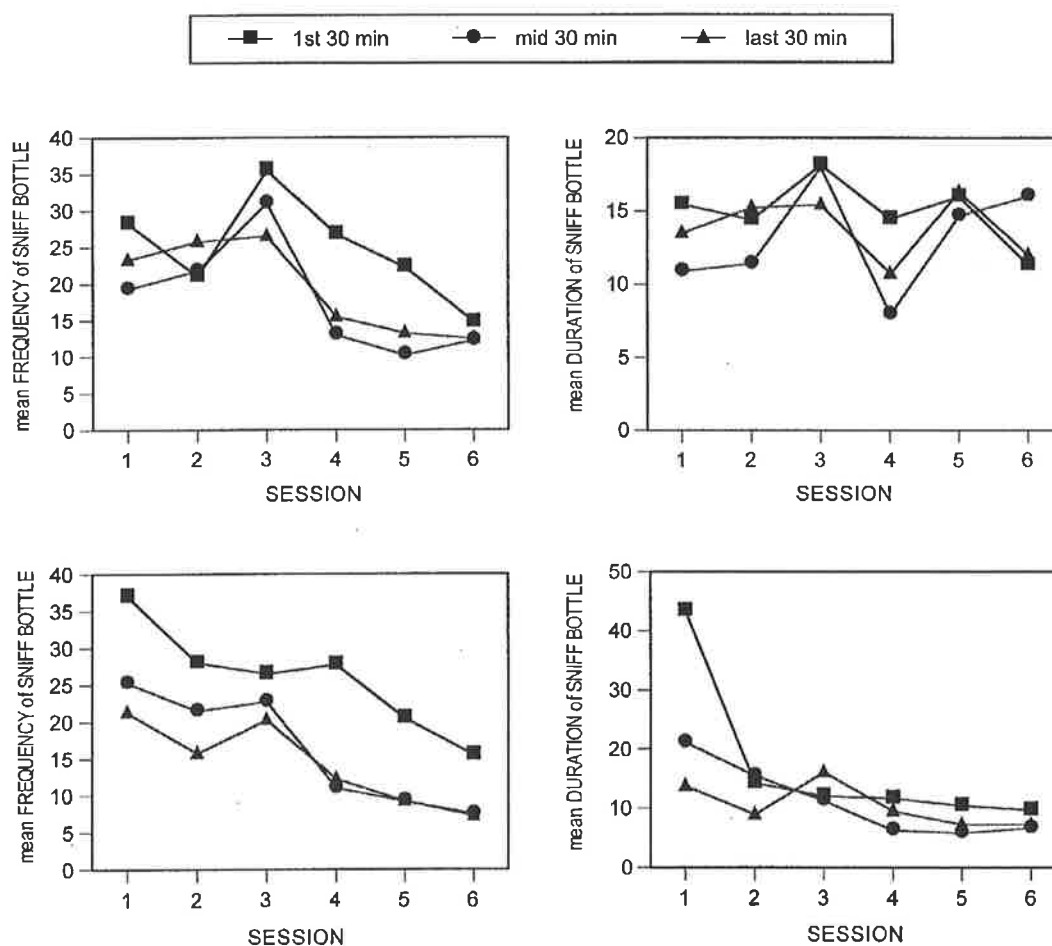 1st 30 min mid 30 min last 30 min
mean FREQUENCY of SNIFF BOTTLE
40
35
30
25
20
15
10
5
0
1 2 3 4 5 6
SESSION
mean DURATION of SNIFF BOTTLE
20
15
10
5
0
1 2 3 4 5 6
SESSION
mean FREQUENCY of SNIFF BOTTLE
40
35
30
25
20
15
10
5
0
1 2 3 4 5 6
SESSION
mean DURATION of SNIFF BOTTLE
50
40
30
20
10
0
1 2 3 4 5 6
SESSION